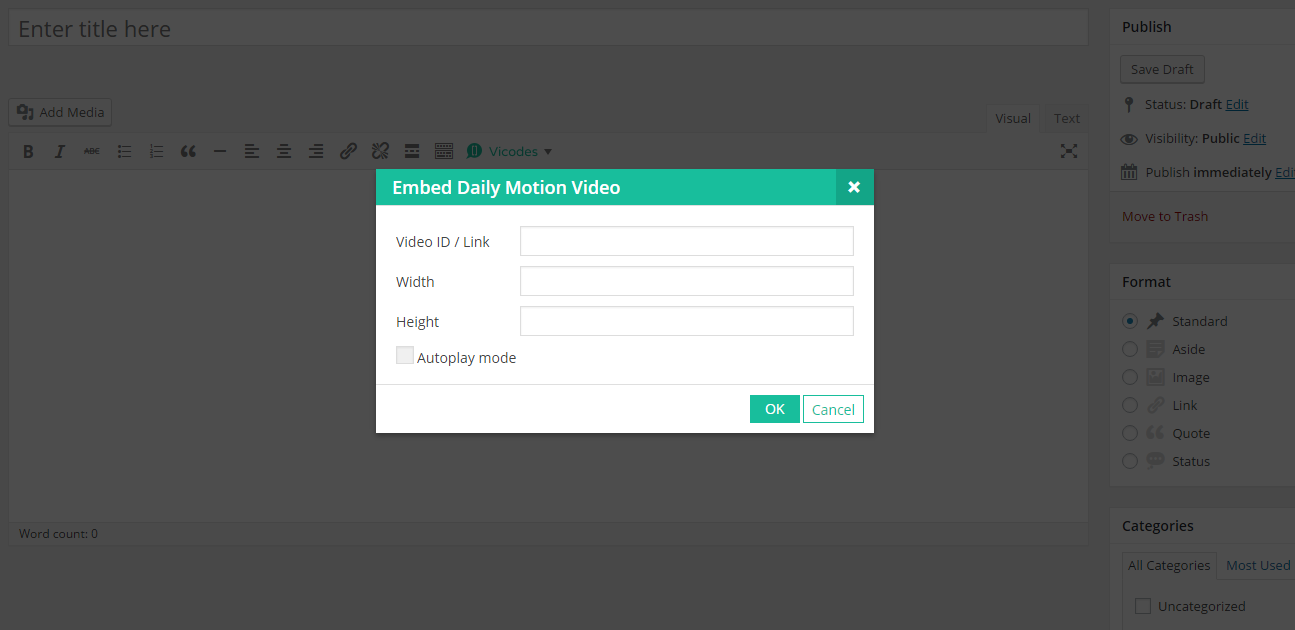 Enter title here
Add Media
Visual
Text
B I ABC
Vicodes
Embed Daily Motion Video
Video ID / Link
Width
Height
Autoplay mode
OK
Cancel
Word count: 0
Publish
Save Draft
Status: Draft Edit
Visibility: Public Edit
Publish immediately Edit
Move to Trash
Format
Standard
Aside
Image
Link
Quote
Status
Categories
All Categories
Most Used
Uncategorized